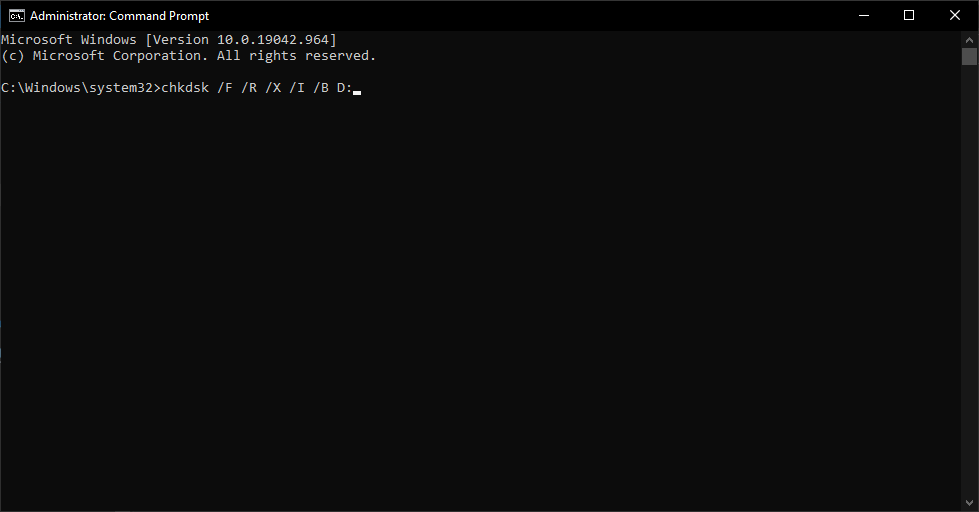 Administrator: Command Prompt
Microsoft Windows [Version 10.0.19042.964]
(c) Microsoft Corporation. All rights reserved.
C:\Windows\system32>chkdsk /F /R /X /I /B D: